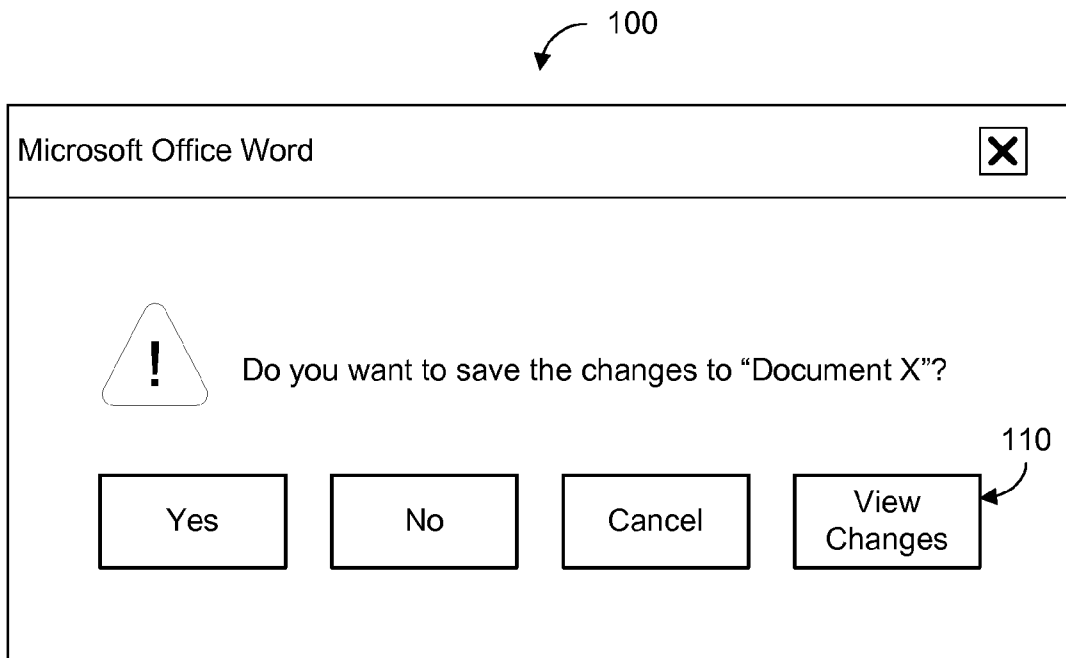 100
Microsoft Office Word
!
Do you want to save the changes to “Document X”?
110
Yes
No
Cancel
View
Changes